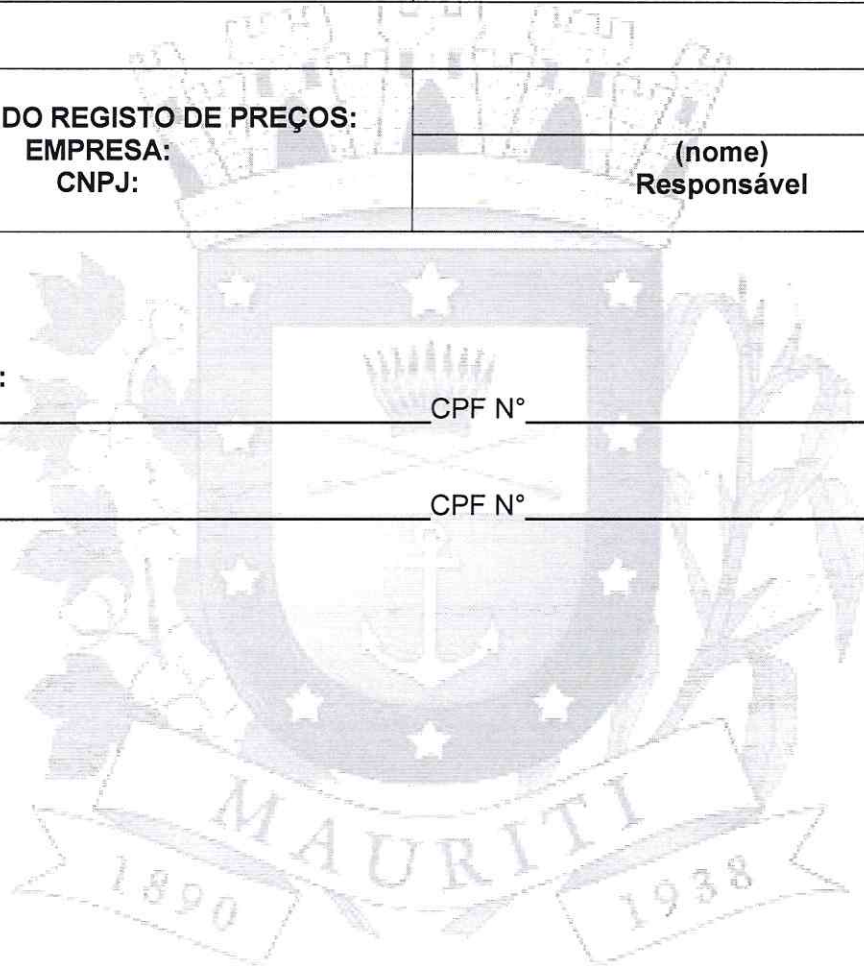 DO REGISTO DE PREÇOS:
EMPRESA:
CNPJ:
(nome)
Responsável
:
CPF N°
CPF N°
MAURITI
1890
1938